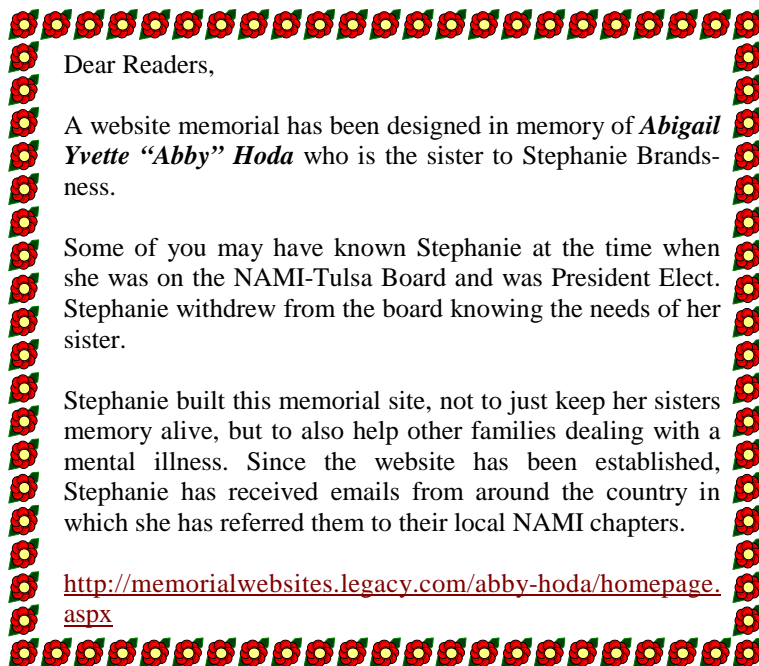 Dear Readers,
A website memorial has been designed in memory of Abigail
Yvette “Abby” Hoda who is the sister to Stephanie Brands-
ness.
Some of you may have known Stephanie at the time when
she was on the NAMI-Tulsa Board and was President Elect.
Stephanie withdrew from the board knowing the needs of her
sister.
Stephanie built this memorial site, not to just keep her sisters
memory alive, but to also help other families dealing with a
mental illness. Since the website has been established,
Stephanie has received emails from around the country in
which she has referred them to their local NAMI chapters.
http://memorialwebsites.legacy.com/abby-hoda/homepage.
aspx